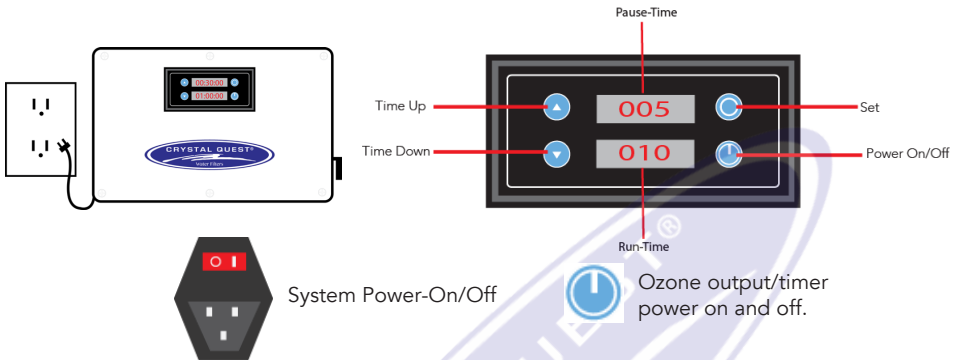 Pause-Time
00:30:00
01:00:00
CRYSTAL QUEST®
Water Filters
Time Up
005
Set
Time Down
010
Power On/Off
Run-Time
O I
System Power-On/Off
Ozone output/timer
power on and off.
UEST®